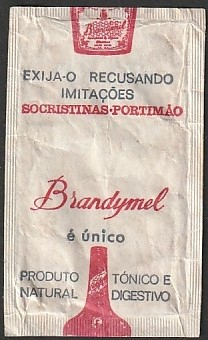 EXIJA-O RECUSANDO
IMITAÇÕES
SOCRISTINAS-PORTIMÃO
Brandymel
é único
PRODUTO TÓNICO E
NATURAL DIGESTIVO